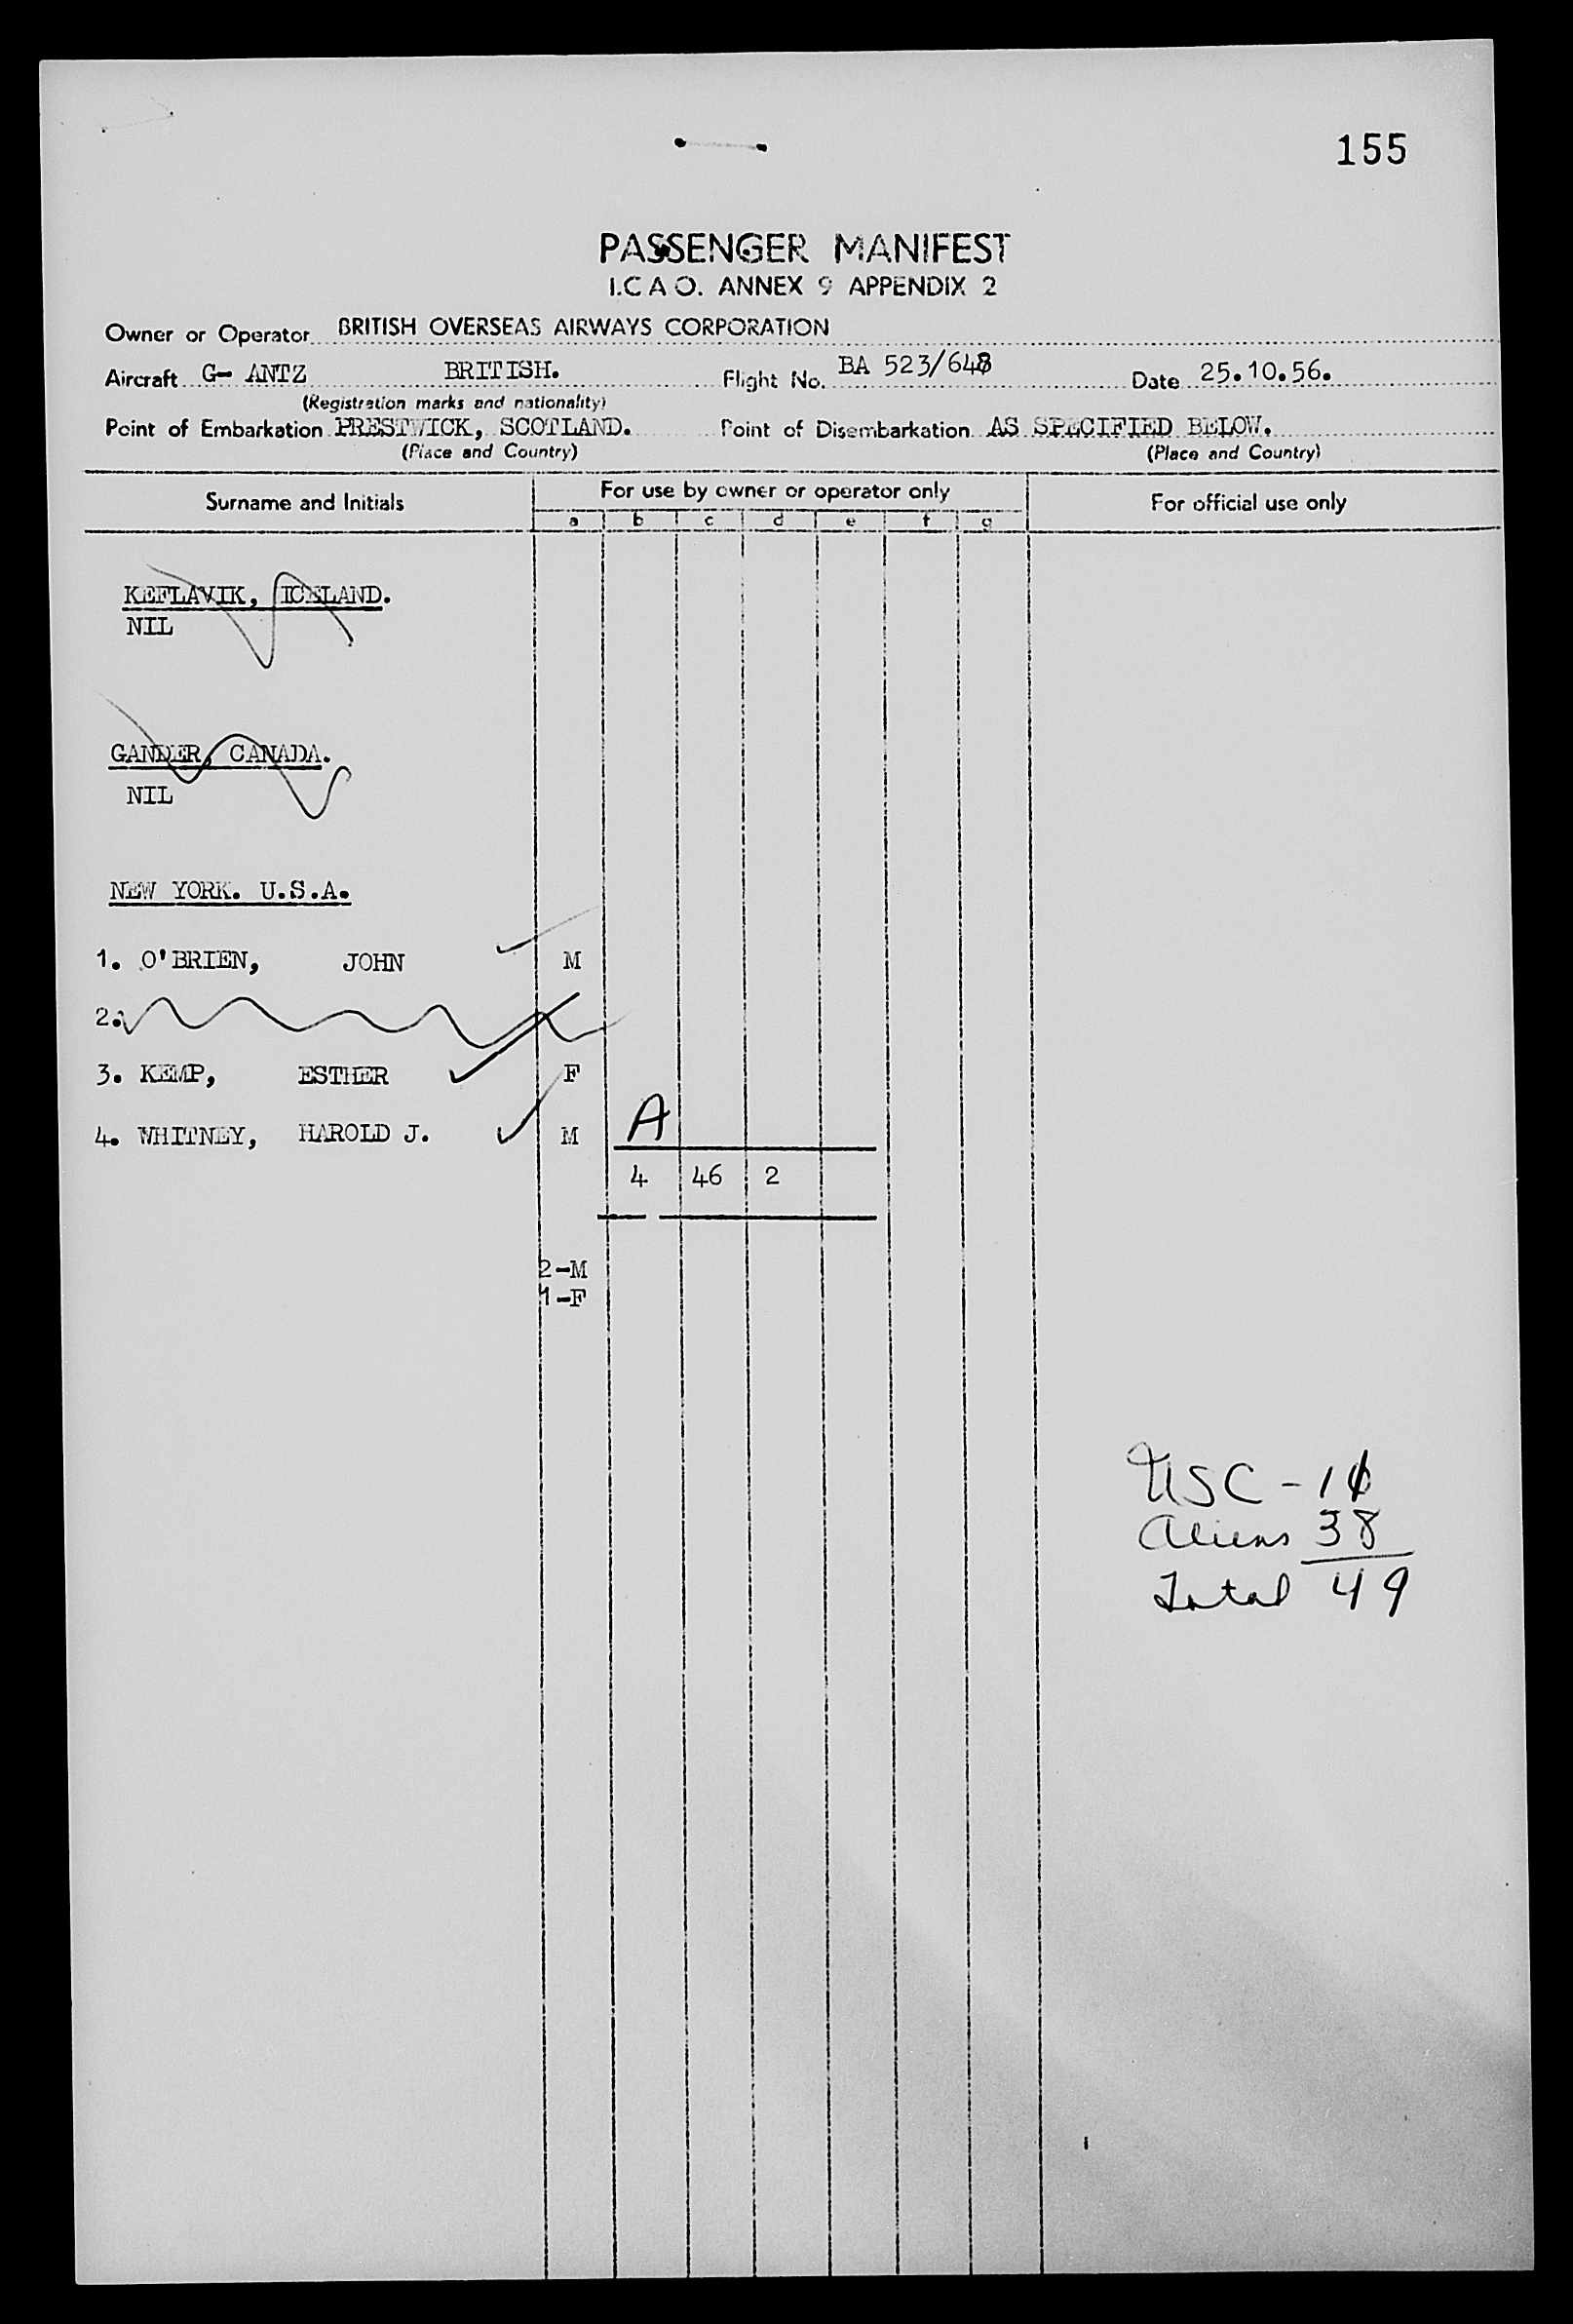 155
PASSENGER MANIFEST
I.C A O. ANNEX 9 APPENDIX 2
Owner or Operator BRITISH OVERSEAS AIRWAYS CORPORATION
Aircraft G- ANTZ BRITISH. Flight No. BA 523/648 Date 25.10.56.
(Registration marks and nationality)
Point of Embarkation PRESTWICK, SCOTLAND. Point of Disembarkation AS SPECIFIED BELOW.
(Place and Country) (Place and Country)
Surname and Initials For use by owner or operator only For official use only
a b c d e f g
KEFLAVIK, ICELAND.
NIL
GANDER, CANADA.
NIL
NEW YORK. U.S.A.
1. O'BRIEN, JOHN M
2.
3. KEMP, ESTHER F
4. WHITNEY, HAROLD J. M A
4 46 2
2-M
1-F
USC - 11
Aliens 38
Total 49